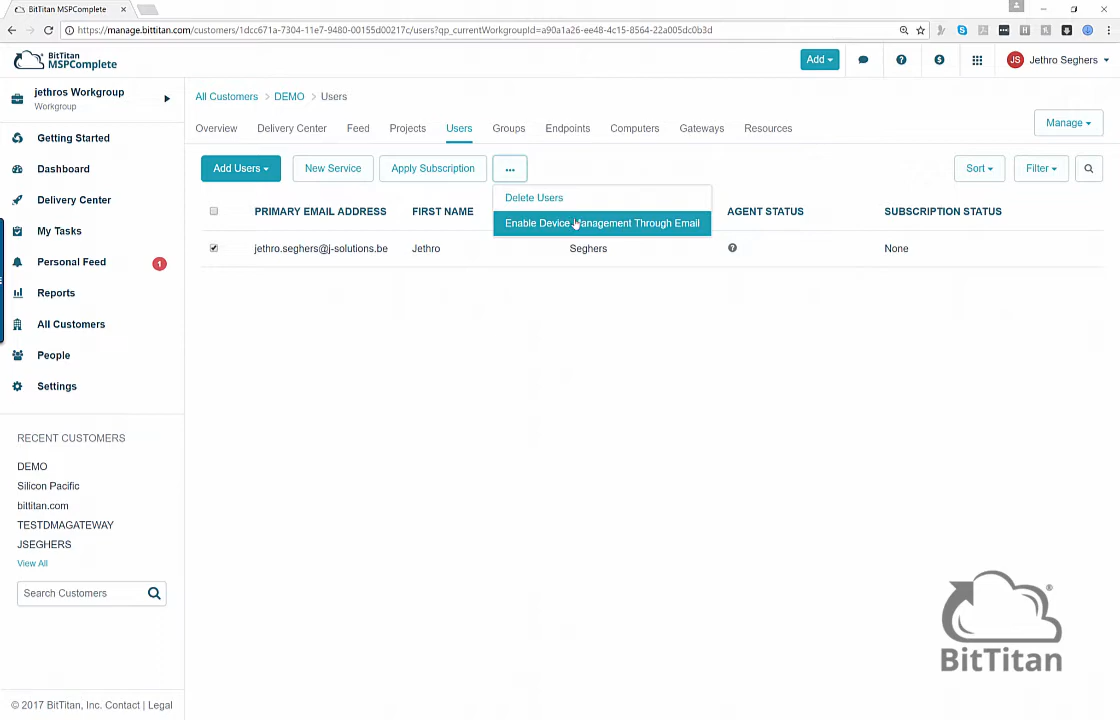 BitTitan MSPComplete
https://manage.bittitan.com/customers/1dcc671a-7304-11e7-9480-00155d00217c/users?qp_currentWorkgroupId=a90a1a26-ee48-4c15-8564-22a005dc0b3d
BitTitan
MSPComplete
Add
JS
Jethro Seghers
jethros Workgroup
Workgroup
Getting Started
Dashboard
Delivery Center
My Tasks
Personal Feed
1
Reports
All Customers
People
Settings
RECENT CUSTOMERS
DEMO
Silicon Pacific
bittitan.com
TESTDMAGATEWAY
JSEGHERS
View All
Search Customers
© 2017 BitTitan, Inc. Contact | Legal
All Customers > DEMO > Users
Overview Delivery Center Feed Projects Users Groups Endpoints Computers Gateways Resources
Manage
Add Users New Service Apply Subscription ... Sort Filter
Delete Users
Enable Device Management Through Email
PRIMARY EMAIL ADDRESS FIRST NAME AGENT STATUS SUBSCRIPTION STATUS
jethro.seghers@j-solutions.be Jethro Seghers None
BitTitan®